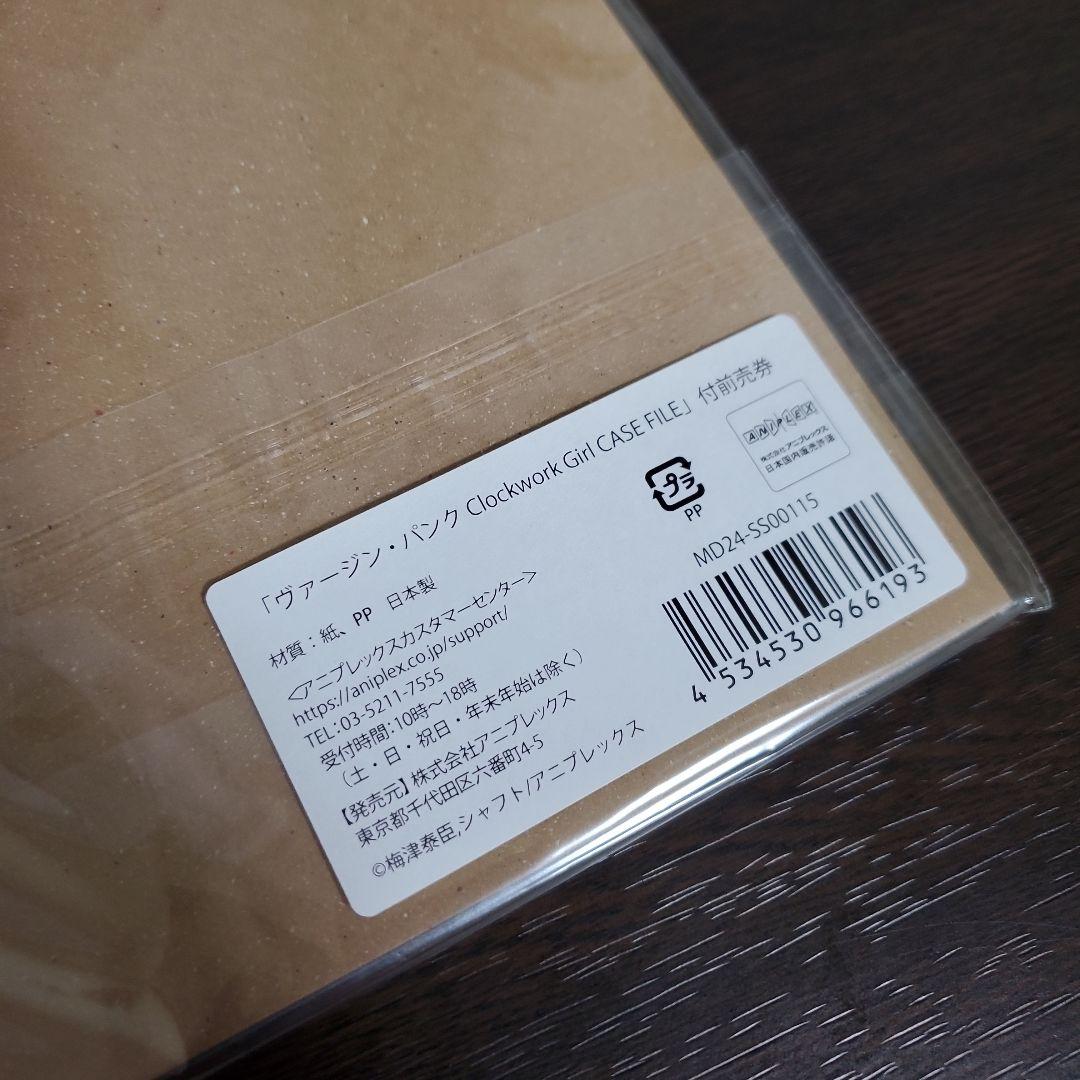 「ヴァージン・パンク Clockwork Girl CASE FILE」付前売券
材質:紙、PP 日本製
<アニプレックスカスタマーセンター>
https://aniplex.co.jp/support/
TEL:03-5211-7555
受付時間:10時～18時
(土・日・祝日・年末年始は除く)
【発売元】株式会社アニプレックス
東京都千代田区六番町4-5
©梅津泰臣,シャフト/アニプレックス
プラ
PP
ANIPLEX
株式会社アニプレックス
日本国内販売許諾
MD24-SS00115
4 534530 966193